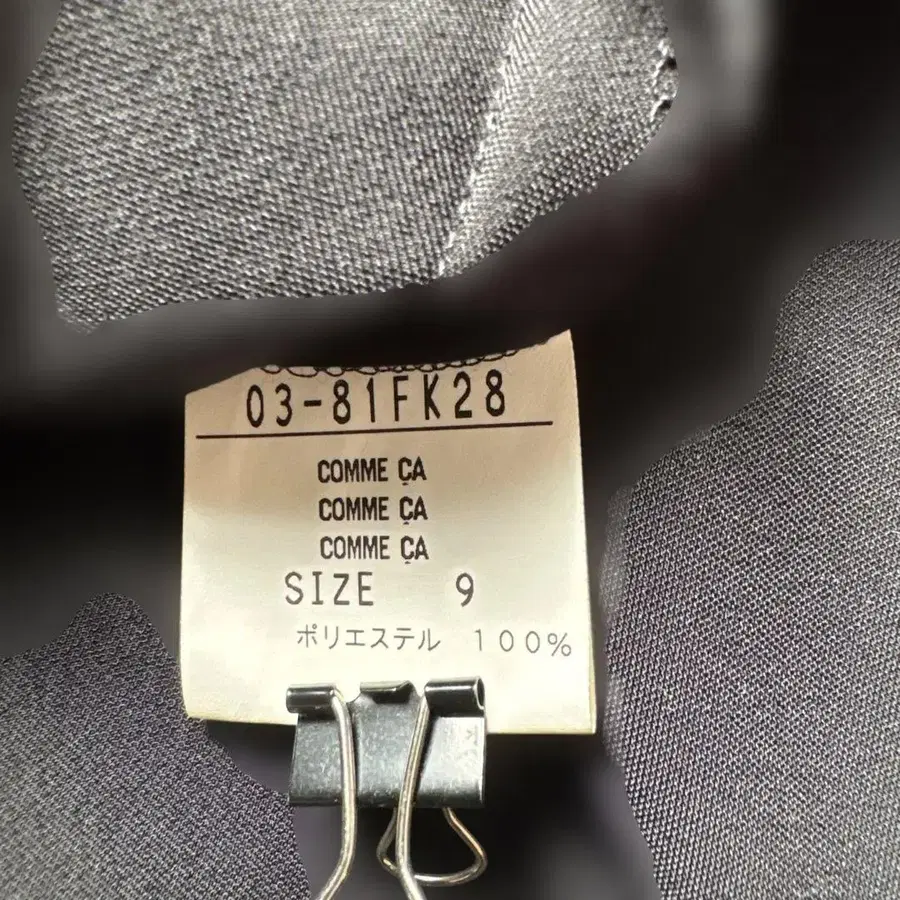 03-81FK28
COMME ÇA
COMME ÇA
COMME ÇA
SIZE 9
ポリエステル 100%